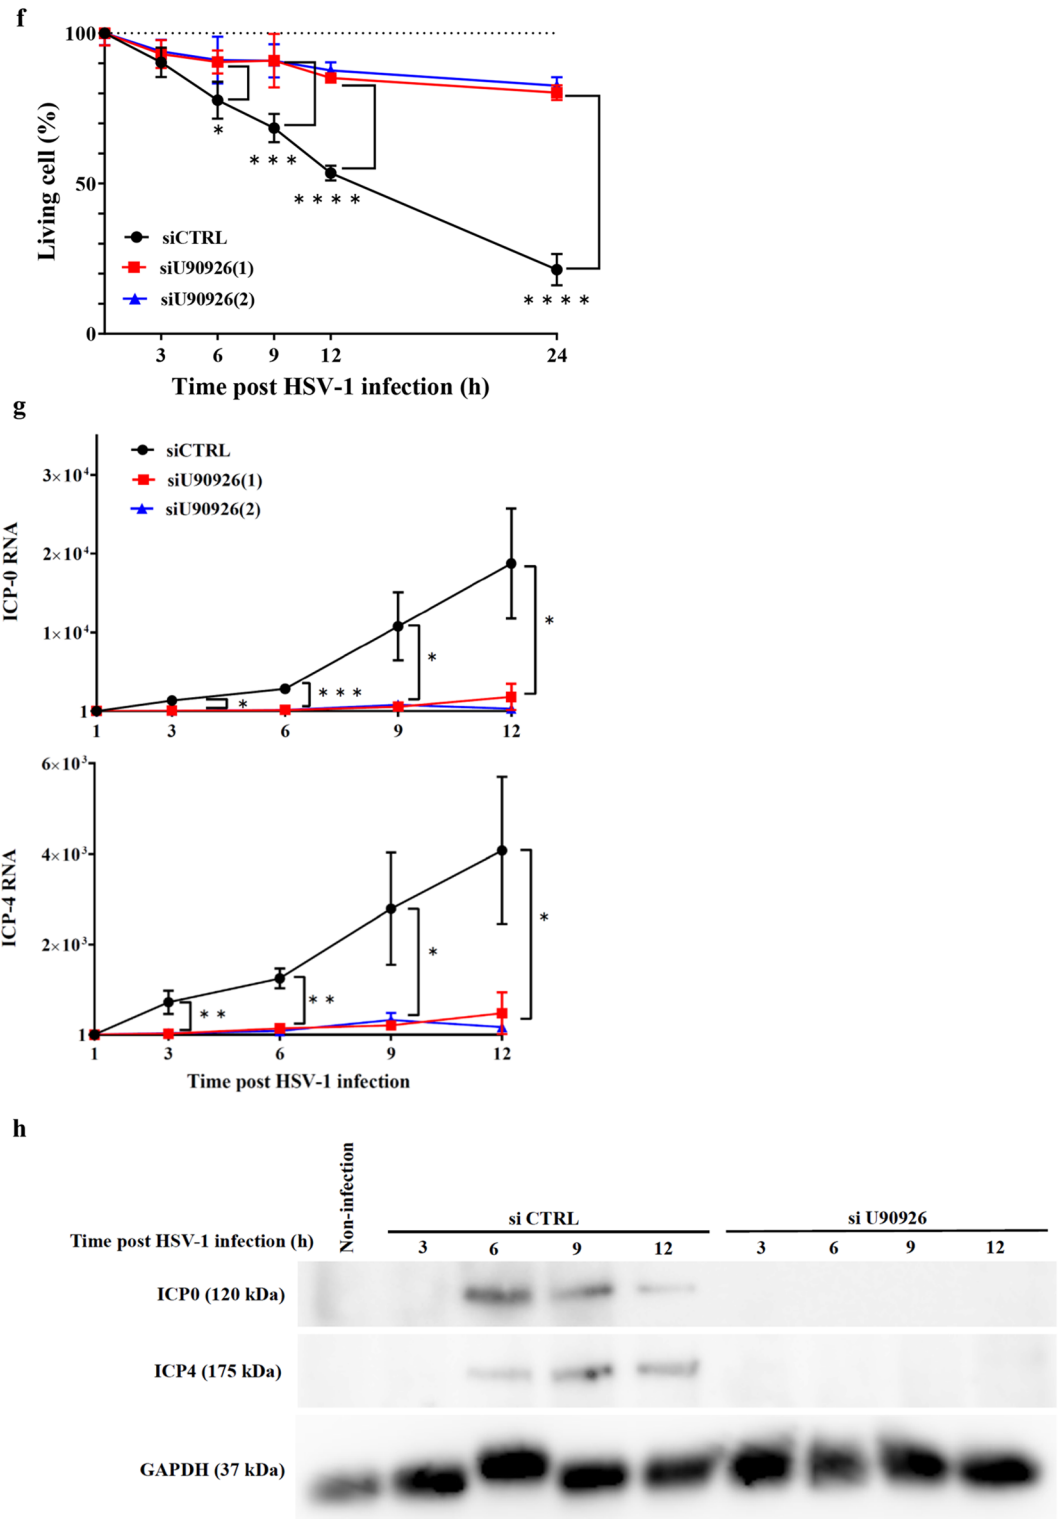 f
100
50
0
Living cell (%)
*
* * *
* * * *
* * * *
siCTRL
siU90926(1)
siU90926(2)
3 6 9 12 24
Time post HSV-1 infection (h)
g
siCTRL
siU90926(1)
siU90926(2)
3×10⁴
2×10⁴
1×10⁴
1
ICP-0 RNA
*
* * *
*
*
1 3 6 9 12
6×10³
4×10³
2×10³
1
ICP-4 RNA
* *
* *
*
*
1 3 6 9 12
Time post HSV-1 infection
h
Non-infection
si CTRL si U90926
Time post HSV-1 infection (h) 3 6 9 12 3 6 9 12
ICP0 (120 kDa)
ICP4 (175 kDa)
GAPDH (37 kDa)